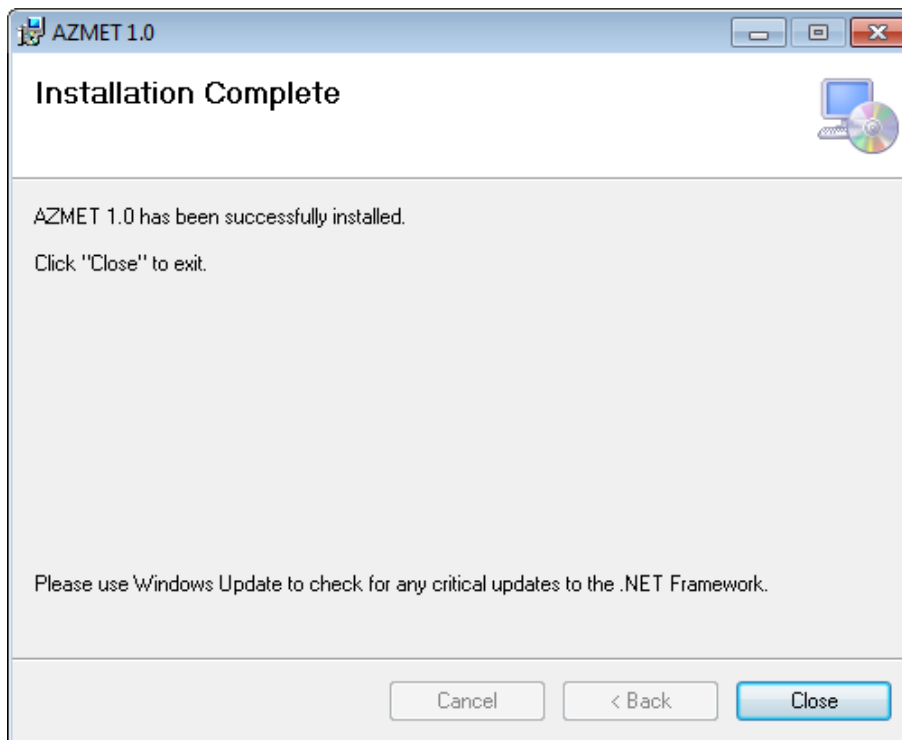 AZMET 1.0
Installation Complete
AZMET 1.0 has been successfully installed.
Click "Close" to exit.
Please use Windows Update to check for any critical updates to the .NET Framework.
Cancel
< Back
Close